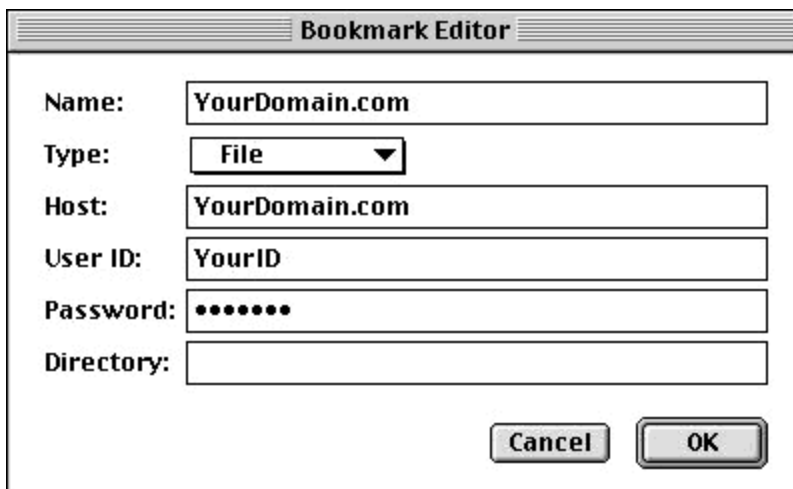 Bookmark Editor
Name: YourDomain.com
Type: File
Host: YourDomain.com
User ID: YourID
Password: •••••••
Directory:
Cancel OK